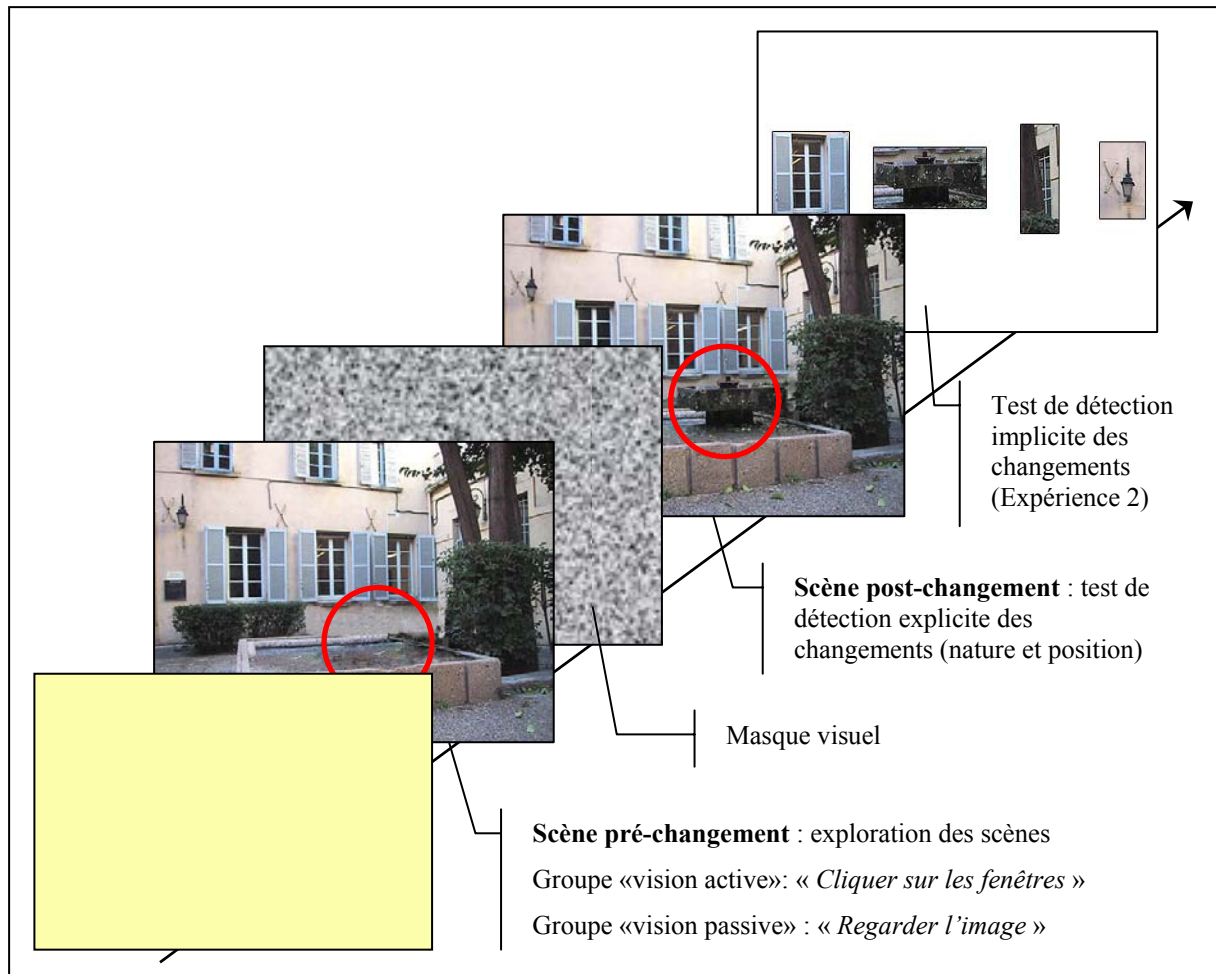 Test de détection
implicite des
changements
(Expérience 2)
Scène post-changement : test de
détection explicite des
changements (nature et position)
Masque visuel
Scène pré-changement : exploration des scènes
Groupe «vision active»: « Cliquer sur les fenêtres »
Groupe «vision passive» : « Regarder l’image »